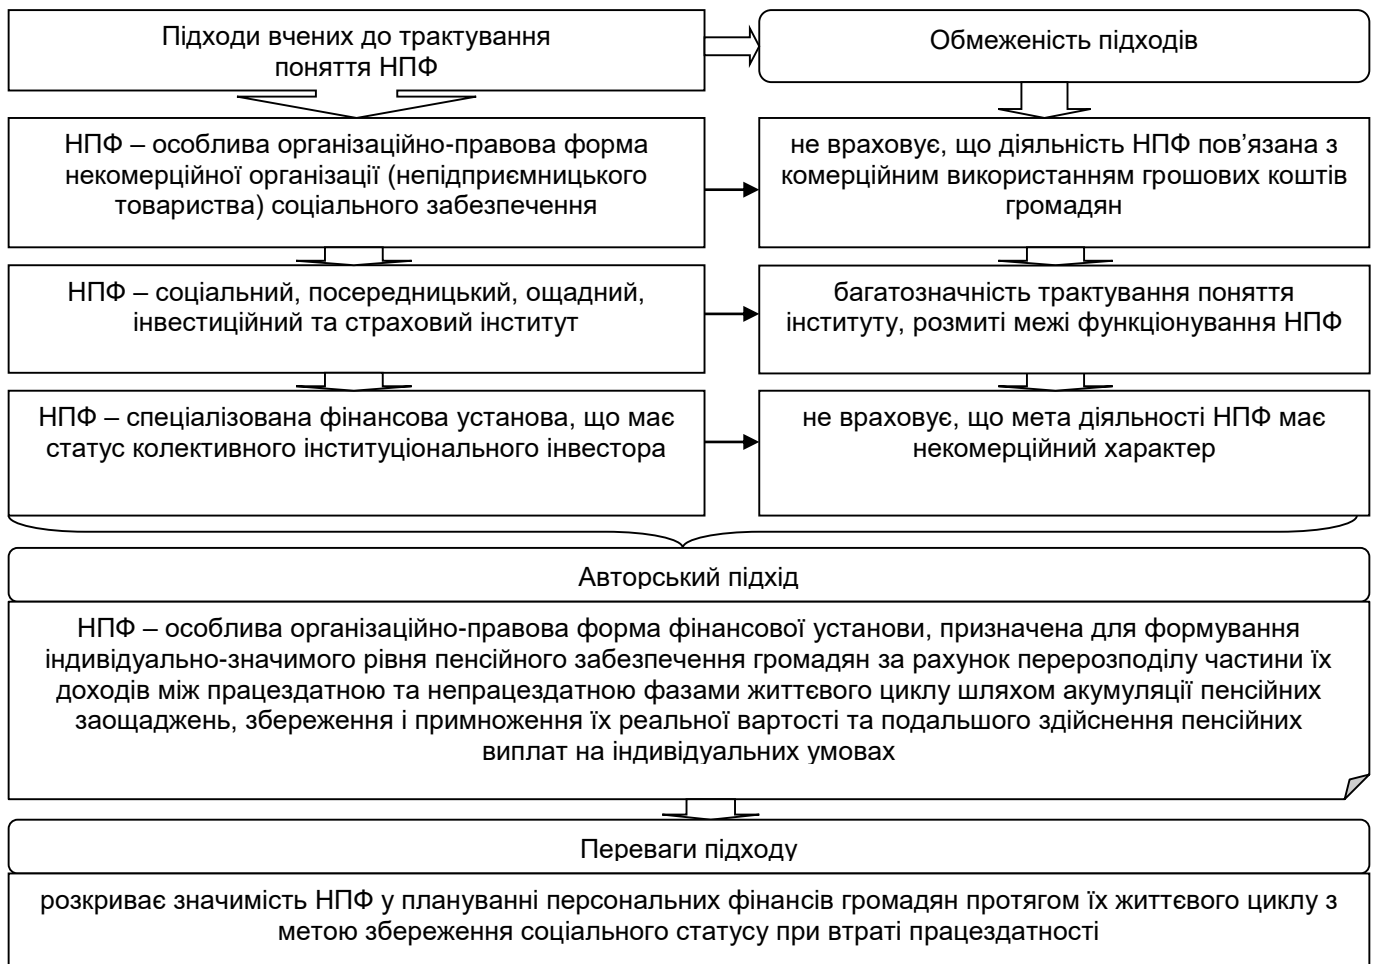 Підходи вчених до трактування
поняття НПФ
Обмеженість підходів
НПФ – особлива організаційно-правова форма
некомерційної організації (непідприємницького
товариства) соціального забезпечення
не враховує, що діяльність НПФ пов’язана з
комерційним використанням грошових коштів
громадян
НПФ – соціальний, посередницький, ощадний,
інвестиційний та страховий інститут
багатозначність трактування поняття
інституту, розмиті межі функціонування НПФ
НПФ – спеціалізована фінансова установа, що має
статус колективного інституціонального інвестора
не враховує, що мета діяльності НПФ має
некомерційний характер
Авторський підхід
НПФ – особлива організаційно-правова форма фінансової установи, призначена для формування
індивідуально-значимого рівня пенсійного забезпечення громадян за рахунок перерозподілу частини їх
доходів між працездатною та непрацездатною фазами життєвого циклу шляхом акумуляції пенсійних
заощаджень, збереження і примноження їх реальної вартості та подальшого здійснення пенсійних
виплат на індивідуальних умовах
Переваги підходу
розкриває значимість НПФ у плануванні персональних фінансів громадян протягом їх життєвого циклу з
метою збереження соціального статусу при втраті працездатності